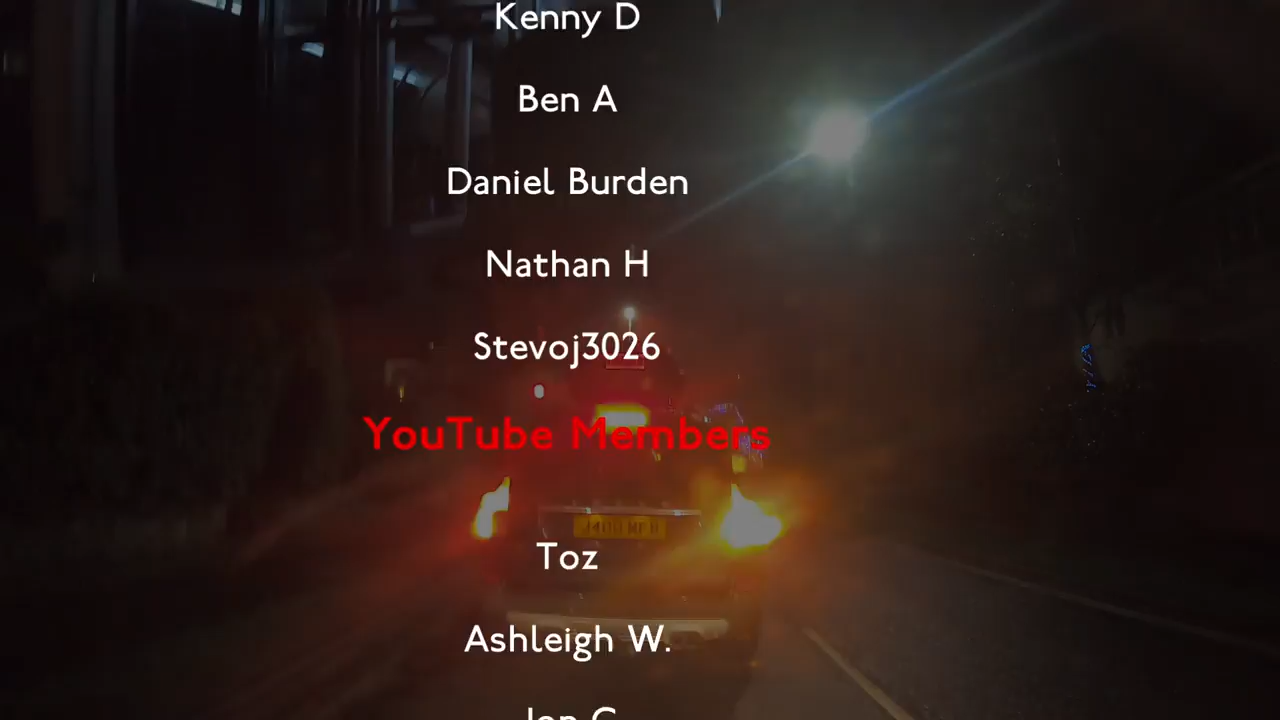 Kenny D
Ben A
Daniel Burden
Nathan H
Stevoj3026
YouTube Members
Toz
Ashleigh W.